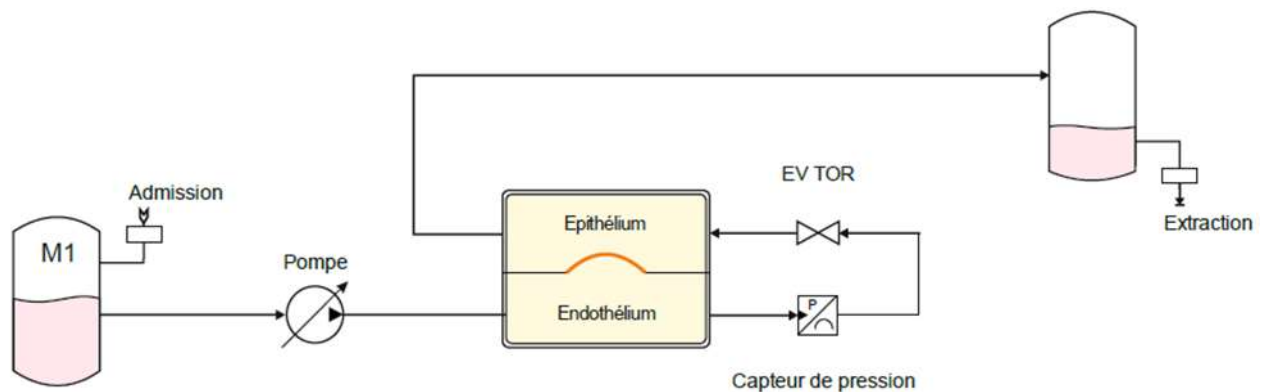 EV TOR
Admission
Extraction
Epithélium
M1
Pompe
Endothélium
P
Capteur de pression